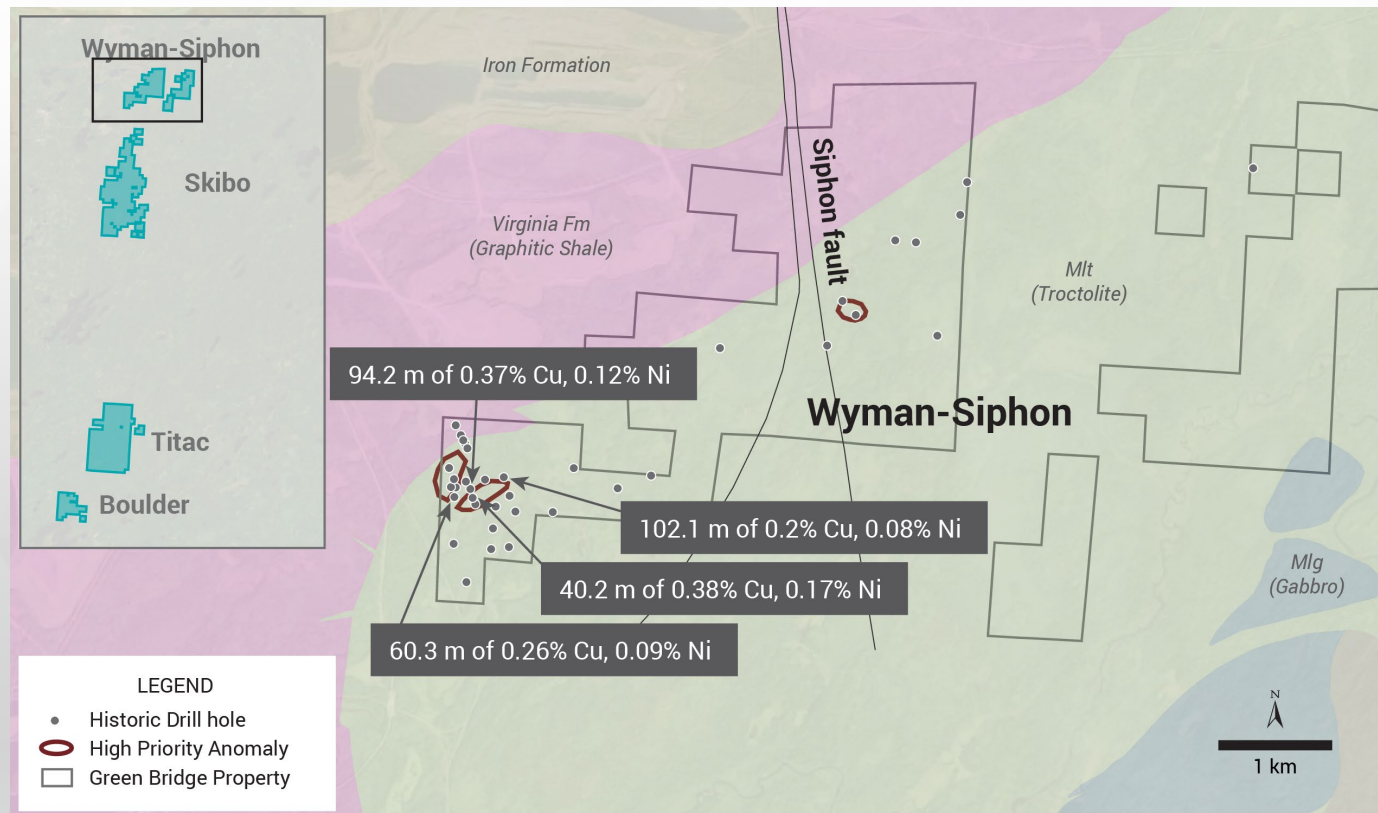 Wyman-Siphon
Skibo
Titac
Boulder
Iron Formation
Virginia Fm
(Graphitic Shale)
Siphon fault
Mlt
(Troctolite)
94.2 m of 0.37% Cu, 0.12% Ni
Wyman-Siphon
102.1 m of 0.2% Cu, 0.08% Ni
40.2 m of 0.38% Cu, 0.17% Ni
60.3 m of 0.26% Cu, 0.09% Ni
Mlg
(Gabbro)
LEGEND
Historic Drill hole
High Priority Anomaly
Green Bridge Property
N
1 km